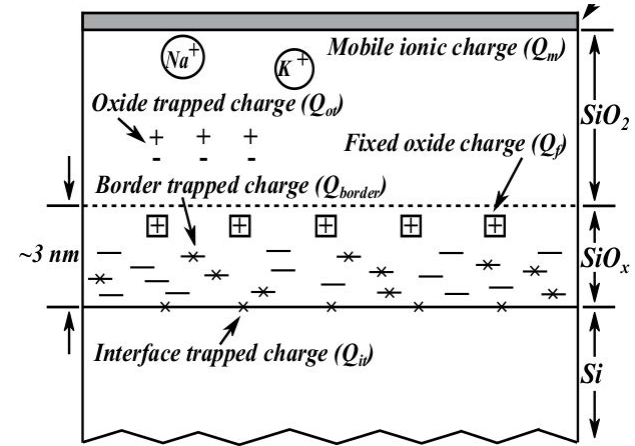 Mobile ionic charge (Qm)
Na+
K+
Oxide trapped charge (Qot)
SiO2
+ + +
- - -
Fixed oxide charge (Qf)
Border trapped charge (Qborder)
+ + + + +
~3 nm
SiOx
Interface trapped charge (Qit)
Si